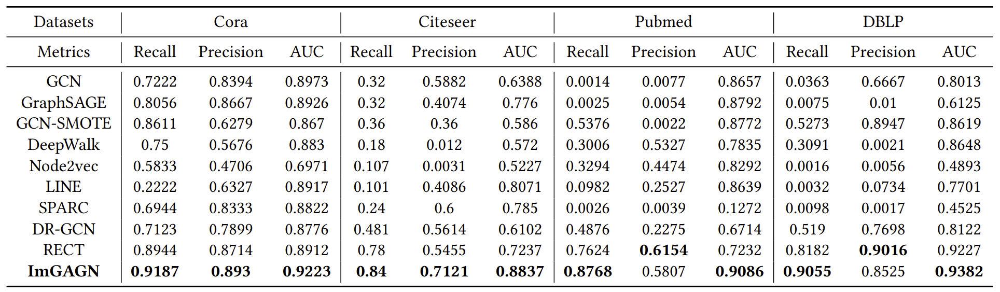 Datasets Cora Citeseer Pubmed DBLP
Metrics Recall Precision AUC Recall Precision AUC Recall Precision AUC Recall Precision AUC
GCN 0.7222 0.8394 0.8973 0.32 0.5882 0.6388 0.0014 0.0077 0.8657 0.0363 0.6667 0.8013
GraphSAGE 0.8056 0.8667 0.8926 0.32 0.4074 0.776 0.0025 0.0054 0.8792 0.0075 0.01 0.6125
GCN-SMOTE 0.8611 0.6279 0.867 0.36 0.36 0.586 0.5376 0.0022 0.8772 0.5273 0.8947 0.8619
DeepWalk 0.75 0.5676 0.883 0.18 0.012 0.572 0.3006 0.5327 0.7835 0.3091 0.0021 0.8648
Node2vec 0.5833 0.4706 0.6971 0.107 0.0031 0.5227 0.3294 0.4474 0.8292 0.0016 0.0056 0.4893
LINE 0.2222 0.6327 0.8917 0.101 0.4086 0.8071 0.0982 0.2527 0.8639 0.0032 0.0734 0.7701
SPARC 0.6944 0.8333 0.8822 0.24 0.6 0.785 0.0026 0.0039 0.1272 0.0098 0.0017 0.4525
DR-GCN 0.7123 0.7899 0.8776 0.481 0.5614 0.6102 0.4876 0.2275 0.6714 0.519 0.7698 0.8122
RECT 0.8944 0.8714 0.8912 0.78 0.5455 0.7237 0.7624 0.6154 0.7232 0.8182 0.9016 0.9227
ImGAGN 0.9187 0.893 0.9223 0.84 0.7121 0.8837 0.8768 0.5807 0.9086 0.9055 0.8525 0.9382